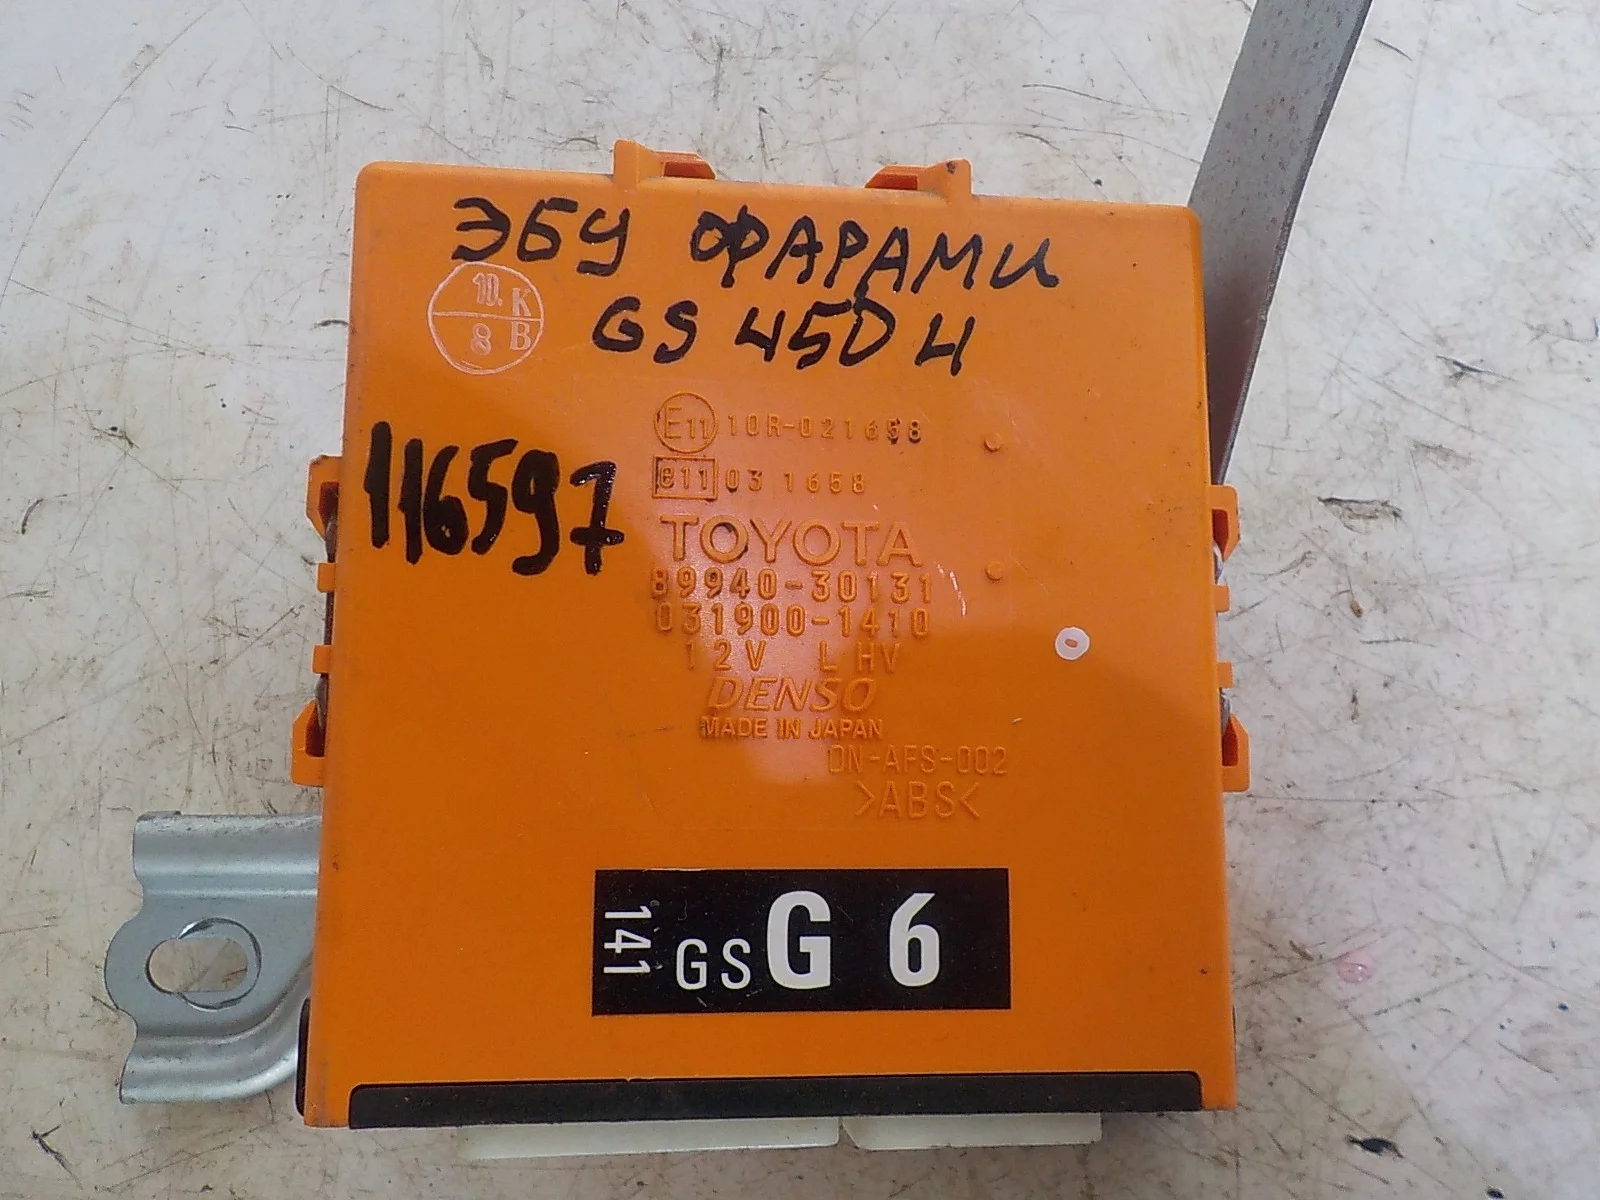 ЭБУ ФАРАМИ
GS 450 Н
10. K
8 B
116597
E11 10R-021658
e11 03 1658
TOYOTA
89940-30131
031900-1410
12V L HV
DENSO
MADE IN JAPAN
DN-AFS-002
>ABS<
141 GS G 6